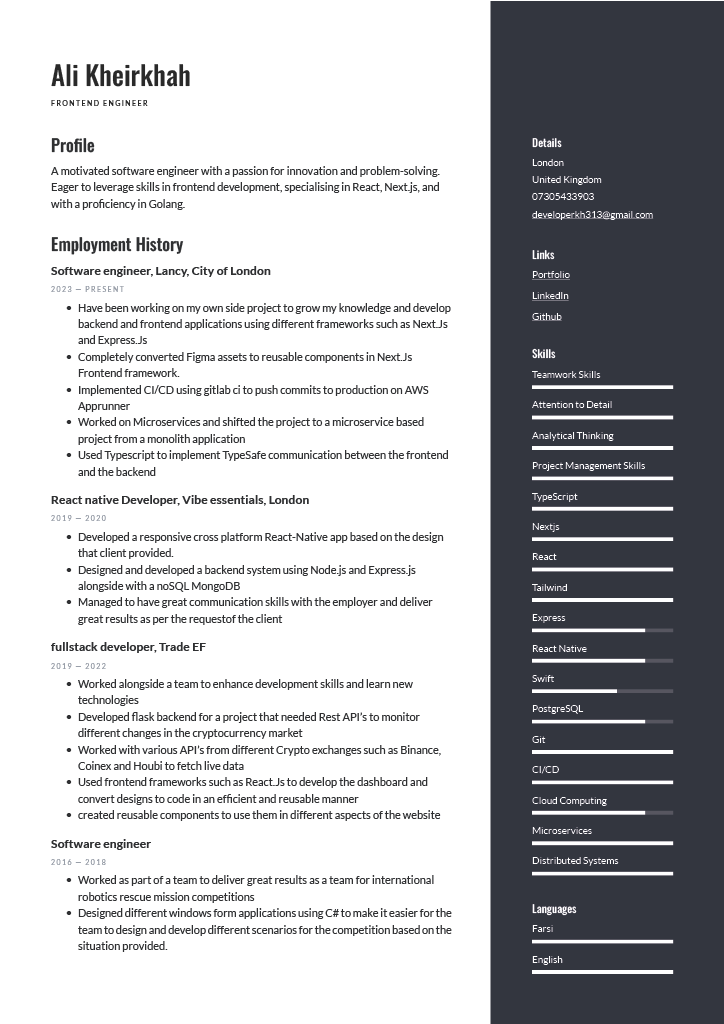 Ali Kheirkhah
FRONTEND ENGINEER
Profile
A motivated software engineer with a passion for innovation and problem-solving.
Eager to leverage skills in frontend development, specialising in React, Next.js, and
with a proficiency in Golang.
Employment History
Software engineer, Lancy, City of London
2023 — PRESENT
• Have been working on my own side project to grow my knowledge and develop
backend and frontend applications using different frameworks such as Next.Js
and Express.Js
• Completely converted Figma assets to reusable components in Next.Js
Frontend framework.
• Implemented CI/CD using gitlab ci to push commits to production on AWS
Apprunner
• Worked on Microservices and shifted the project to a microservice based
project from a monolith application
• Used Typescript to implement TypeSafe communication between the frontend
and the backend
React native Developer, Vibe essentials, London
2019 — 2020
• Developed a responsive cross platform React-Native app based on the design
that client provided.
• Designed and developed a backend system using Node.js and Express.js
alongside with a noSQL MongoDB
• Managed to have great communication skills with the employer and deliver
great results as per the requestof the client
fullstack developer, Trade EF
2019 — 2022
• Worked alongside a team to enhance development skills and learn new
technologies
• Developed flask backend for a project that needed Rest API's to monitor
different changes in the cryptocurrency market
• Worked with various API's from different Crypto exchanges such as Binance,
Coinex and Houbi to fetch live data
• Used frontend frameworks such as React.Js to develop the dashboard and
convert designs to code in an efficient and reusable manner
• created reusable components to use them in different aspects of the website
Software engineer
2016 — 2018
• Worked as part of a team to deliver great results as a team for international
robotics rescue mission competitions
• Designed different windows form applications using C# to make it easier for the
team to design and develop different scenarios for the competition based on the
situation provided.
Details
London
United Kingdom
07305433903
developerkh313@gmail.com
Links
Portfolio
LinkedIn
Github
Skills
Teamwork Skills
Attention to Detail
Analytical Thinking
Project Management Skills
TypeScript
Nextjs
React
Tailwind
Express
React Native
Swift
PostgreSQL
Git
CI/CD
Cloud Computing
Microservices
Distributed Systems
Languages
Farsi
English